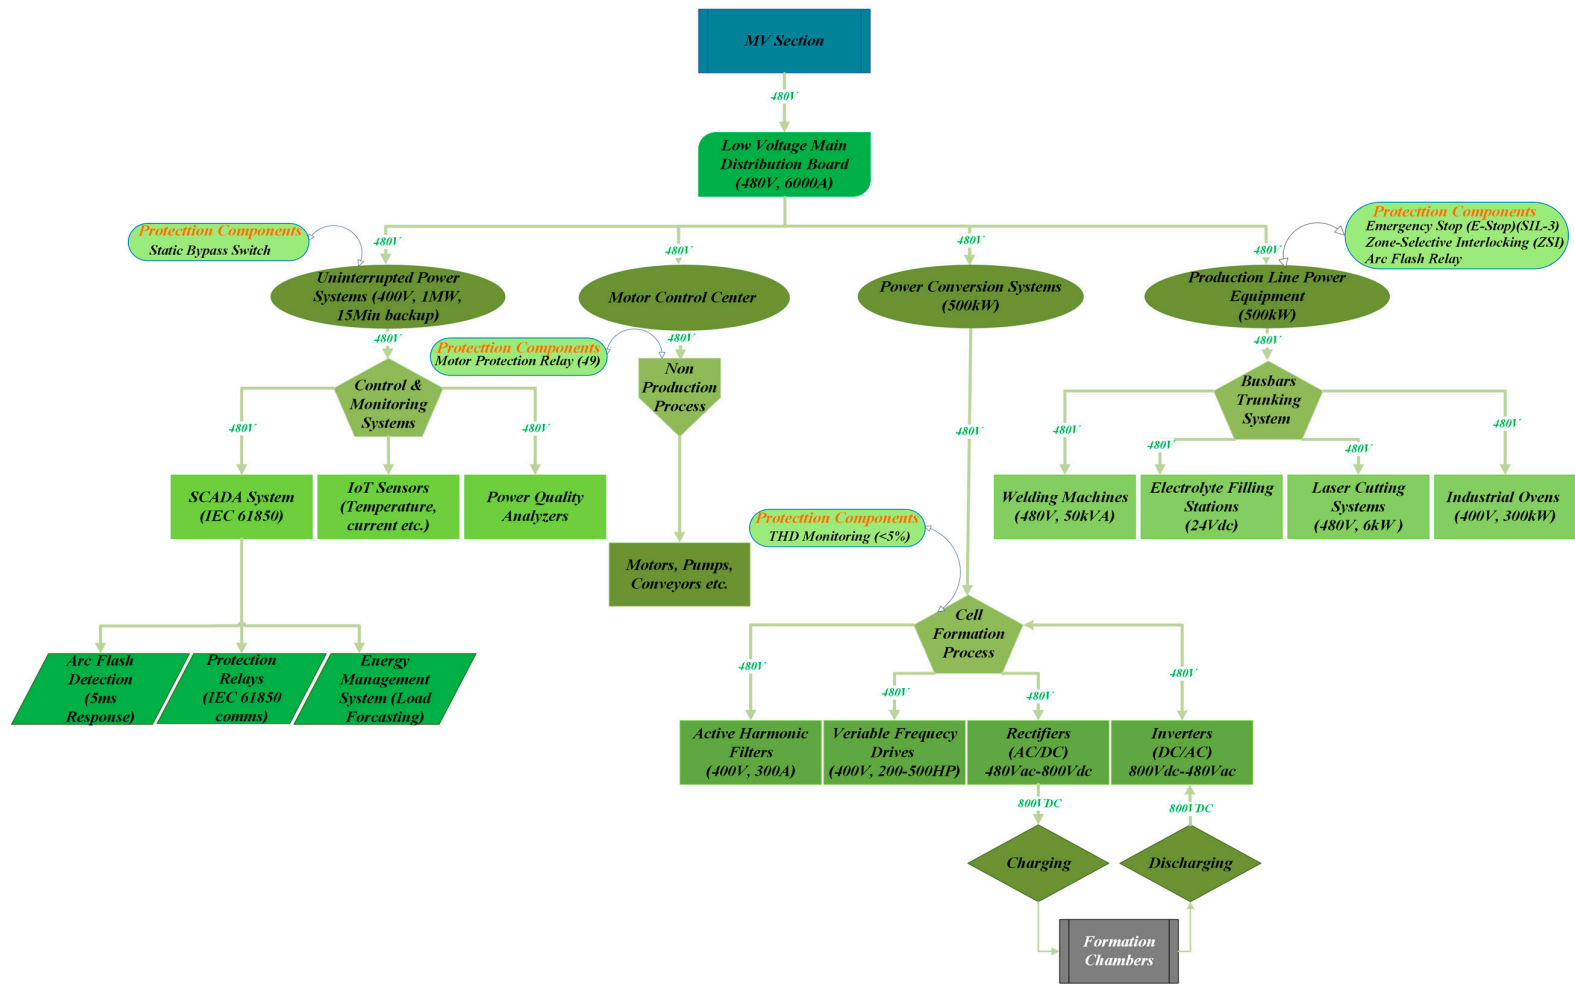 MV Section
480V
Low Voltage Main
Distribution Board
(480V, 6000A)
Protecttion Components
Static Bypass Switch
Protecttion Components
Emergency Stop (E-Stop)(SIL-3)
Zone-Selective Interlocking (ZSI)
Arc Flash Relay
480V
480V
480V
480V
Uninterrupted Power
Systems (400V, 1MW,
15Min backup)
Motor Control Center
Power Conversion Systems
(500kW)
Production Line Power
Equipment
(500kW)
480V
480V
480V
Protecttion Components
Motor Protection Relay (49)
Control &
Monitoring
Systems
Non
Production
Process
Busbars
Trunking
System
480V
480V
480V
480V
480V
480V
480V
SCADA System
(IEC 61850)
IoT Sensors
(Temperature,
current etc.)
Power Quality
Analyzers
Welding Machines
(480V, 50kVA)
Electrolyte Filling
Stations
(24Vdc)
Laser Cutting
Systems
(480V, 6kW )
Industrial Ovens
(400V, 300kW)
Protecttion Components
THD Monitoring (<5%)
Motors, Pumps,
Conveyors etc.
Cell
Formation
Process
Arc Flash
Detection
(5ms
Response)
Protection
Relays
(IEC 61850
comms)
Energy
Management
System (Load
Forcasting)
480V
480V
480V
480V
Active Harmonic
Filters
(400V, 300A)
Veriable Frequecy
Drives
(400V, 200-500HP)
Rectifiers
(AC/DC)
480Vac-800Vdc
Inverters
(DC/AC)
800Vdc-480Vac
800VDC
800VDC
Charging
Discharging
Formation
Chambers